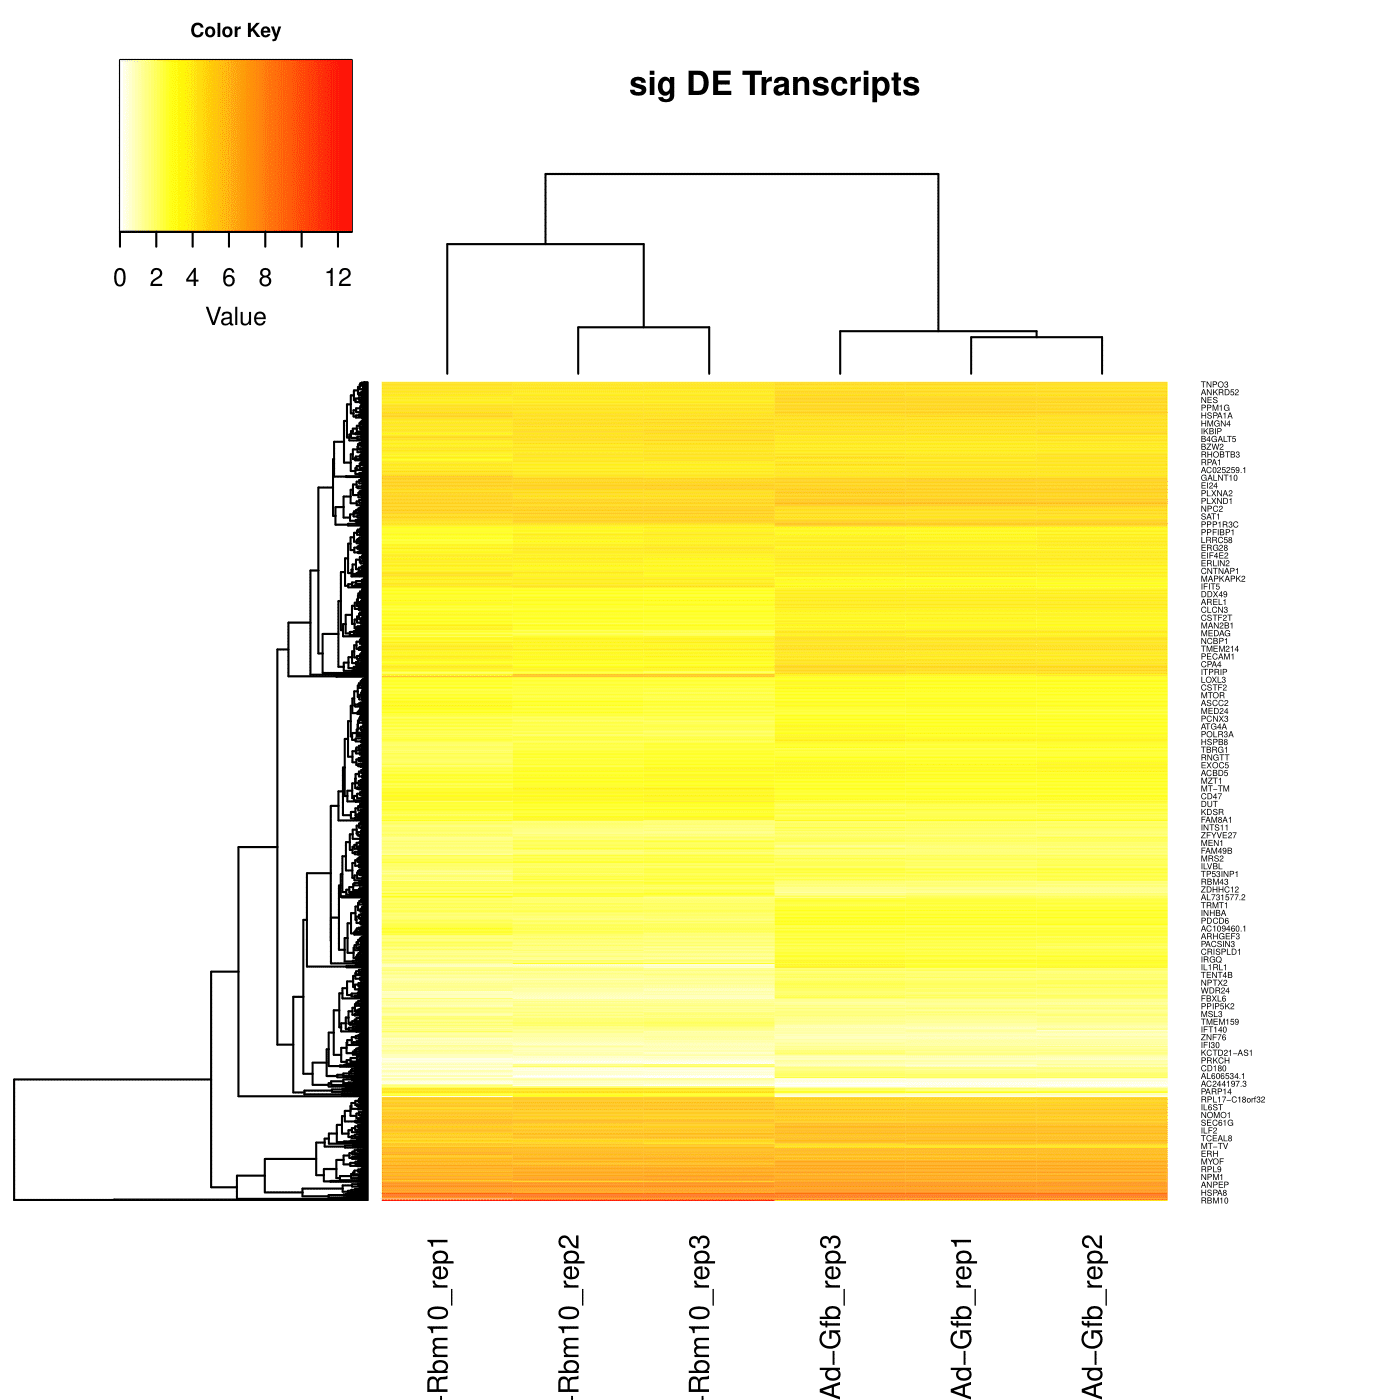 Color Key
sig DE Transcripts
0 2 4 6 8 12
Value
TNPO3
ANKRD52
NES
PPM1G
HSPA1A
HMGN4
IKBIP
B4GALT5
BZW2
RHOBTB3
RPA1
AC025259.1
GALNT10
EI24
PLXNA2
PLXND1
NPC2
SAT1
PPP1R3C
PPFIBP1
LRRC58
ERG28
EIF4E2
ERLIN2
CNTNAP1
MAPKAPK2
IFIT5
DDX49
AREL1
CLCN3
CSTF2T
MAN2B1
MEDAG
NCBP1
TMEM214
PECAM1
CPA4
ITPRIP
LOXL3
CSTF2
MTOR
ASCC2
MED24
PCNX3
ATG4A
POLR3A
HSPB8
TBRG1
RNGTT
EXOC5
ACBD5
MZT1
MT−TM
CD47
DUT
KDSR
FAM8A1
INTS11
ZFYVE27
MEN1
FAM49B
MRS2
ILVBL
TP53INP1
RBM43
ZDHHC12
AL731577.2
TRMT1
INHBA
PDCD6
AC109460.1
ARHGEF3
PACSIN3
CRISPLD1
IRGQ
IL1RL1
TENT4B
NPTX2
WDR24
FBXL6
PPIP5K2
MSL3
TMEM159
IFT140
ZNF76
IFI30
KCTD21−AS1
PRKCH
CD180
AL606534.1
AC244197.3
PARP14
RPL17−C18orf32
IL6ST
NOMO1
SEC61G
ILF2
TCEAL8
MT−TV
ERH
MYOF
RPL9
NPM1
ANPEP
HSPA8
RBM10
−Rbm10_rep1
−Rbm10_rep2
−Rbm10_rep3
Ad−Gfb_rep3
Ad−Gfb_rep1
Ad−Gfb_rep2